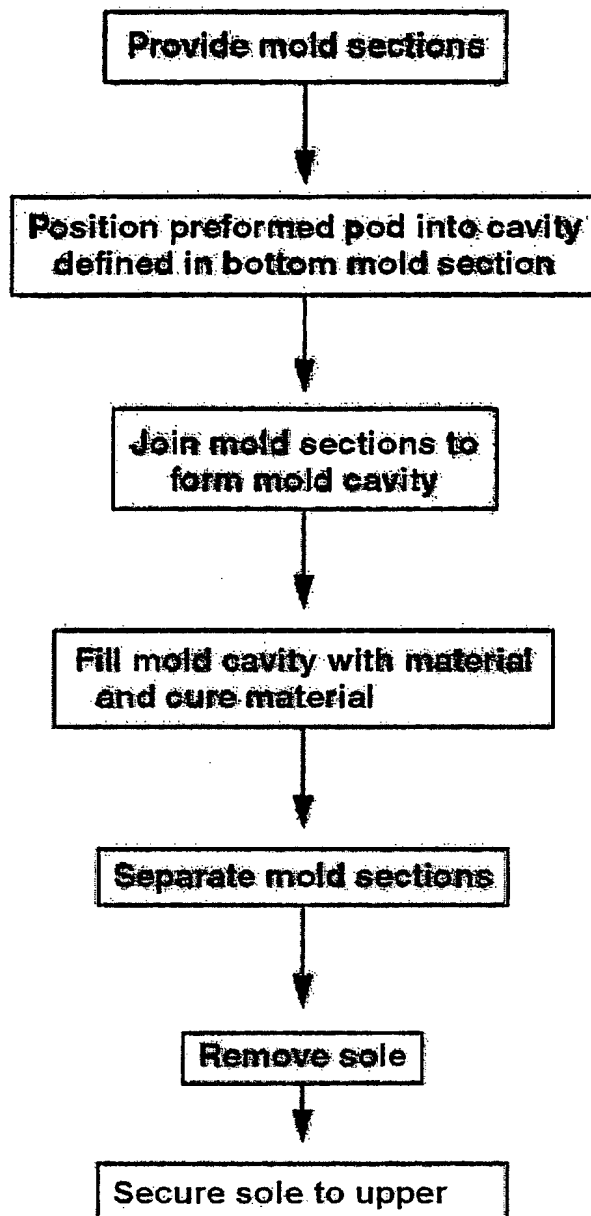 Provide mold sections
Position preformed pod into cavity
defined in bottom mold section
Join mold sections to
form mold cavity
Fill mold cavity with material
and cure material
Separate mold sections
Remove sole
Secure sole to upper